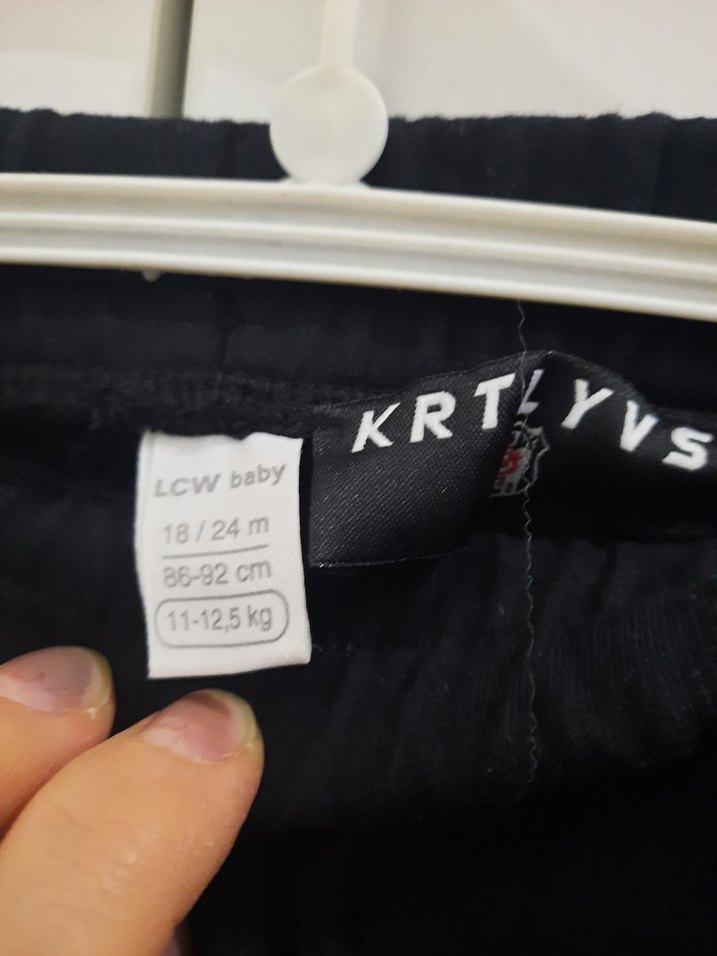 KRTLYVS
LCW baby
18 / 24 m
86-92 cm
11-12,5 kg